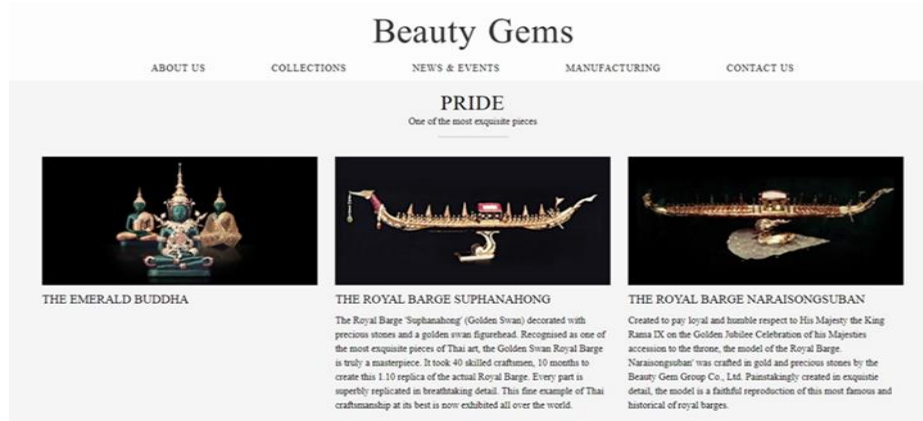 Beauty Gems
ABOUT US COLLECTIONS NEWS & EVENTS MANUFACTURING CONTACT US
PRIDE
One of the most exquisite pieces
THE EMERALD BUDDHA
THE ROYAL BARGE SUPHANAHONG
The Royal Barge 'Suphanahong' (Golden Swan) decorated with
precious stones and a golden swan figurehead. Recognised as one of
the most exquisite pieces of Thai art, the Golden Swan Royal Barge
is truly a masterpiece. It took 40 skilled craftsmen, 10 months to
create this 1.10 replica of the actual Royal Barge. Every part is
superbly replicated in breathtaking detail. This fine example of Thai
craftsmanship at its best is now exhibited all over the world.
THE ROYAL BARGE NARAISONGSUBAN
Created to pay loyal and humble respect to His Majesty the King
Rama IX on the Golden Jubilee Celebration of his Majesties
accession to the throne, the model of the Royal Barge.
Naraisongsuban' was crafted in gold and precious stones by the
Beauty Gem Group Co., Ltd. Painstakingly created in exquistie
detail, the model is a faithful reproduction of this most famous and
historical of royal barges.